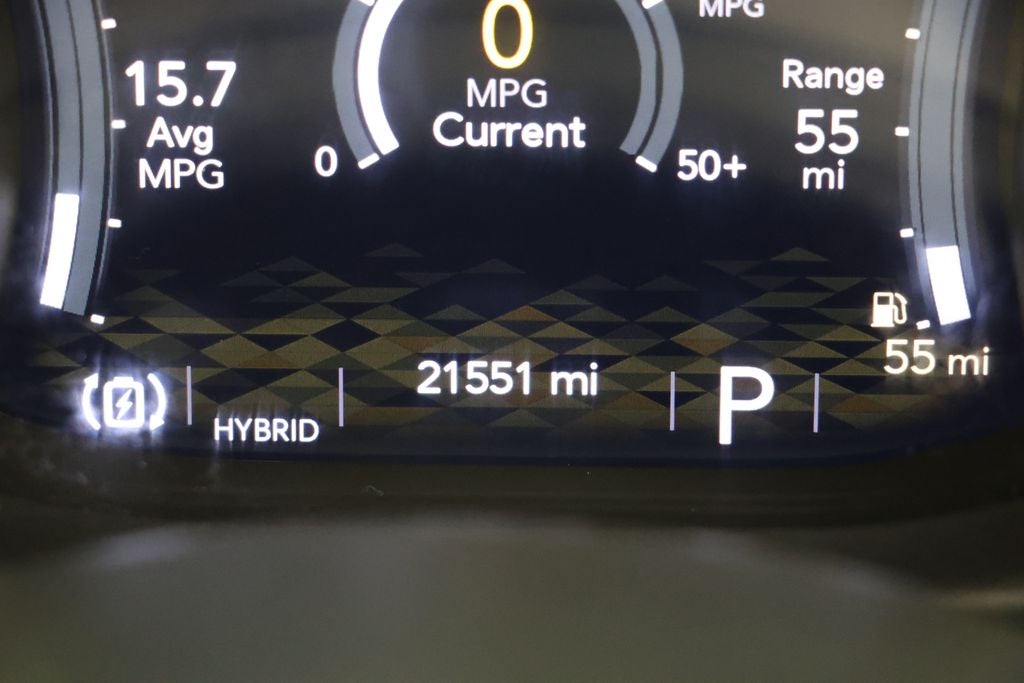 0
MPG
Current
0
50+
15.7
Avg
MPG
MPG
Range
55
mi
55 mi
HYBRID
21551 mi
P